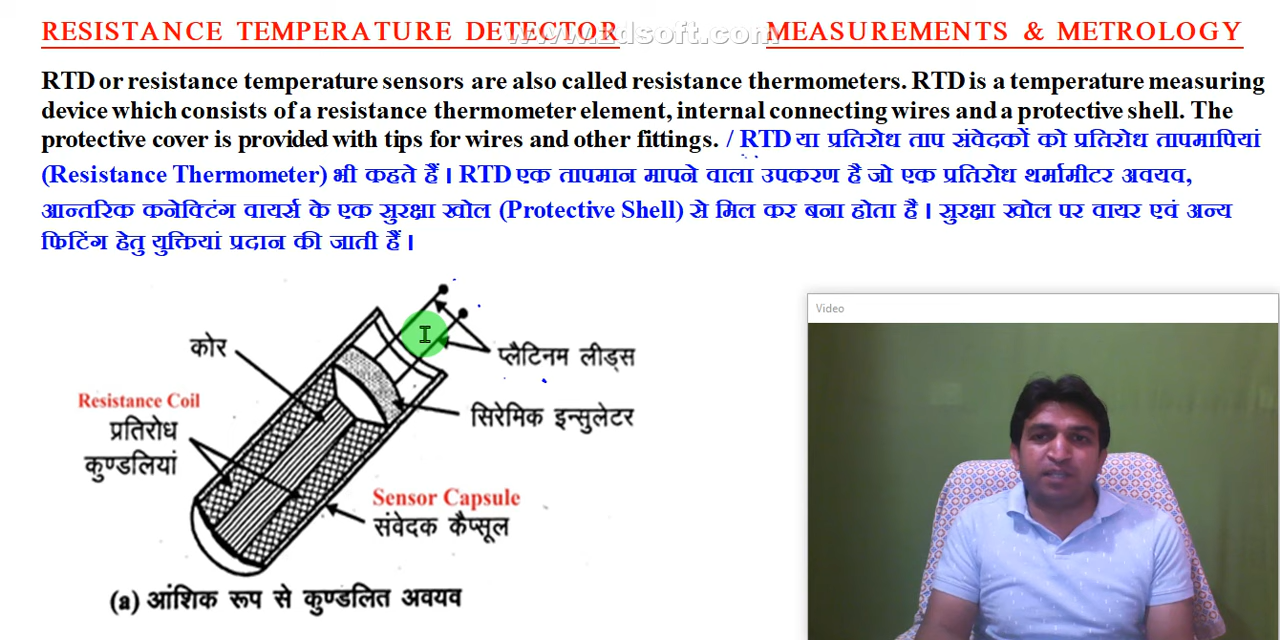 RESISTANCE TEMPERATURE DETECTOR MEASUREMENTS & METROLOGY
www.zdsoft.com
RTD or resistance temperature sensors are also called resistance thermometers. RTD is a temperature measuring
device which consists of a resistance thermometer element, internal connecting wires and a protective shell. The
protective cover is provided with tips for wires and other fittings. / RTD या प्रतिरोध ताप संवेदकों को प्रतिरोध तापमापियां
(Resistance Thermometer) भी कहते हैं। RTD एक तापमान मापने वाला उपकरण है जो एक प्रतिरोध थर्मामीटर अवयव,
आन्तरिक कनेक्टिंग वायर्स के एक सुरक्षा खोल (Protective Shell) से मिल कर बना होता है। सुरक्षा खोल पर वायर एवं अन्य
फिटिंग हेतु युक्तियां प्रदान की जाती हैं।
Video
कोर
प्लैटिनम लीड्स
Resistance Coil
प्रतिरोध
कुण्डलियां
सिरेमिक इन्सुलेटर
Sensor Capsule
संवेदक कैप्सूल
(a) आंशिक रूप से कुण्डलित अवयव